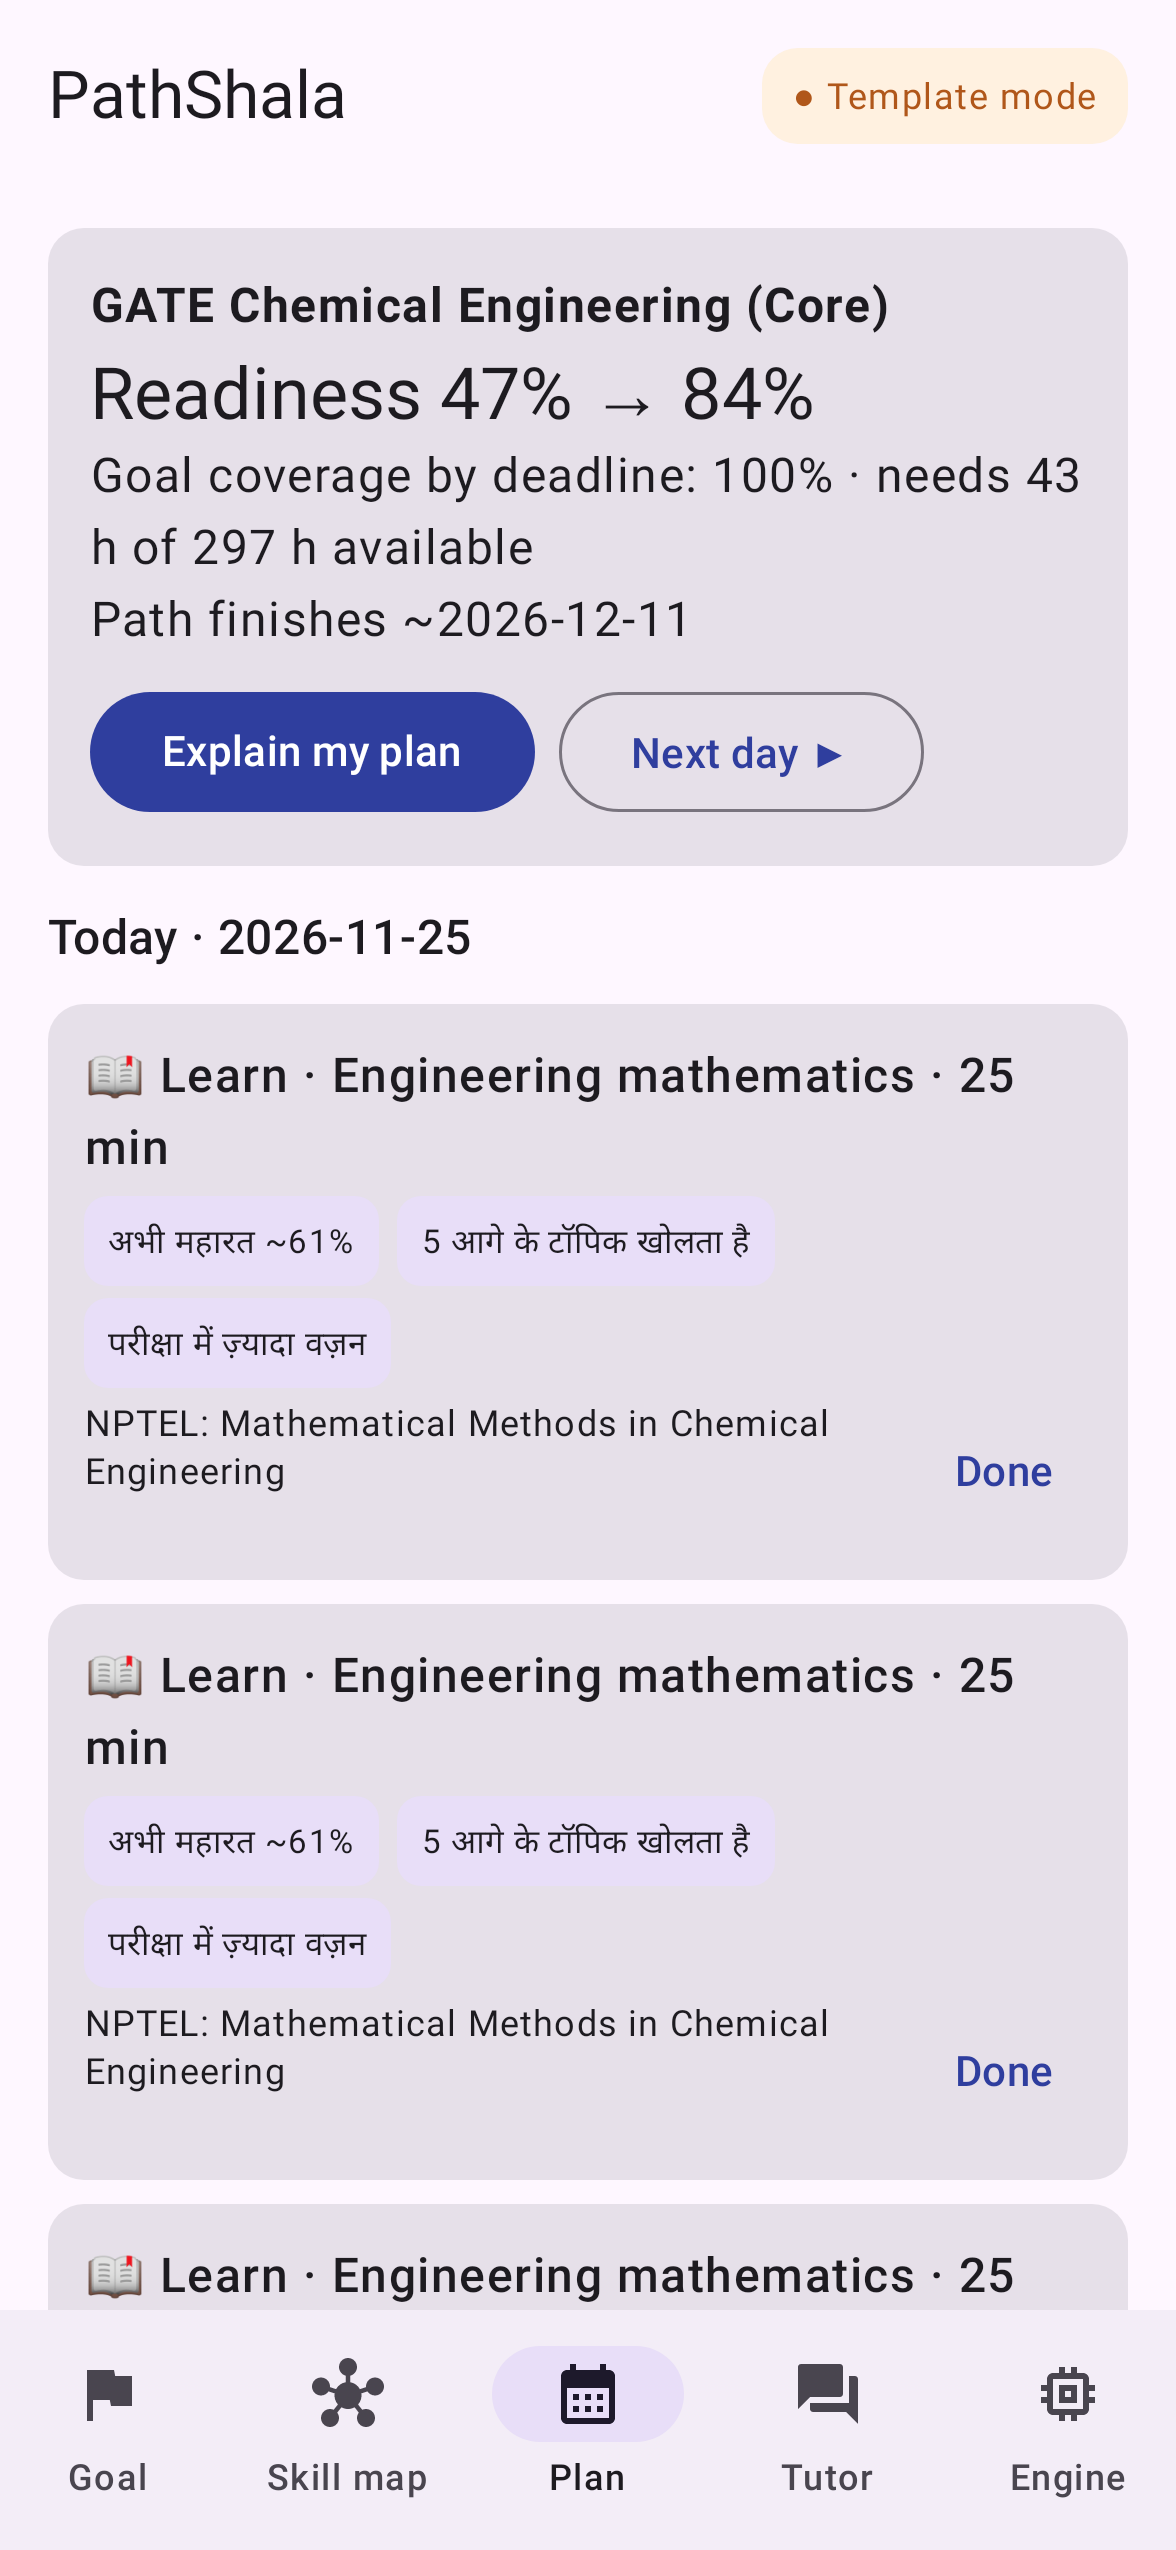 PathShala
● Template mode
GATE Chemical Engineering (Core)
Readiness 47% → 84%
Goal coverage by deadline: 100% · needs 43
h of 297 h available
Path finishes ~2026-12-11
Explain my plan
Next day ►
Today · 2026-11-25
📖 Learn · Engineering mathematics · 25
min
अभी महारत ~61%
5 आगे के टॉपिक खोलता है
परीक्षा में ज़्यादा वज़न
NPTEL: Mathematical Methods in Chemical
Engineering
Done
📖 Learn · Engineering mathematics · 25
min
अभी महारत ~61%
5 आगे के टॉपिक खोलता है
परीक्षा में ज़्यादा वज़न
NPTEL: Mathematical Methods in Chemical
Engineering
Done
📖 Learn · Engineering mathematics · 25
Goal
Skill map
Plan
Tutor
Engine